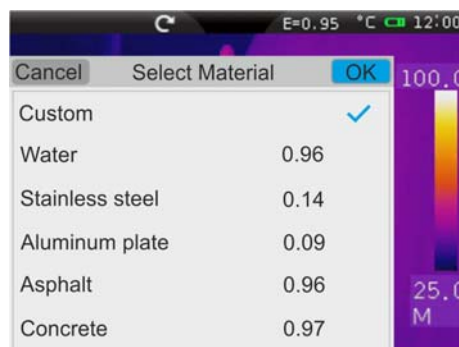 E=0.95 °C 12:00
Cancel Select Material OK
100.0
Custom
Water 0.96
Stainless steel 0.14
Aluminum plate 0.09
Asphalt 0.96
25.0
Concrete 0.97
M